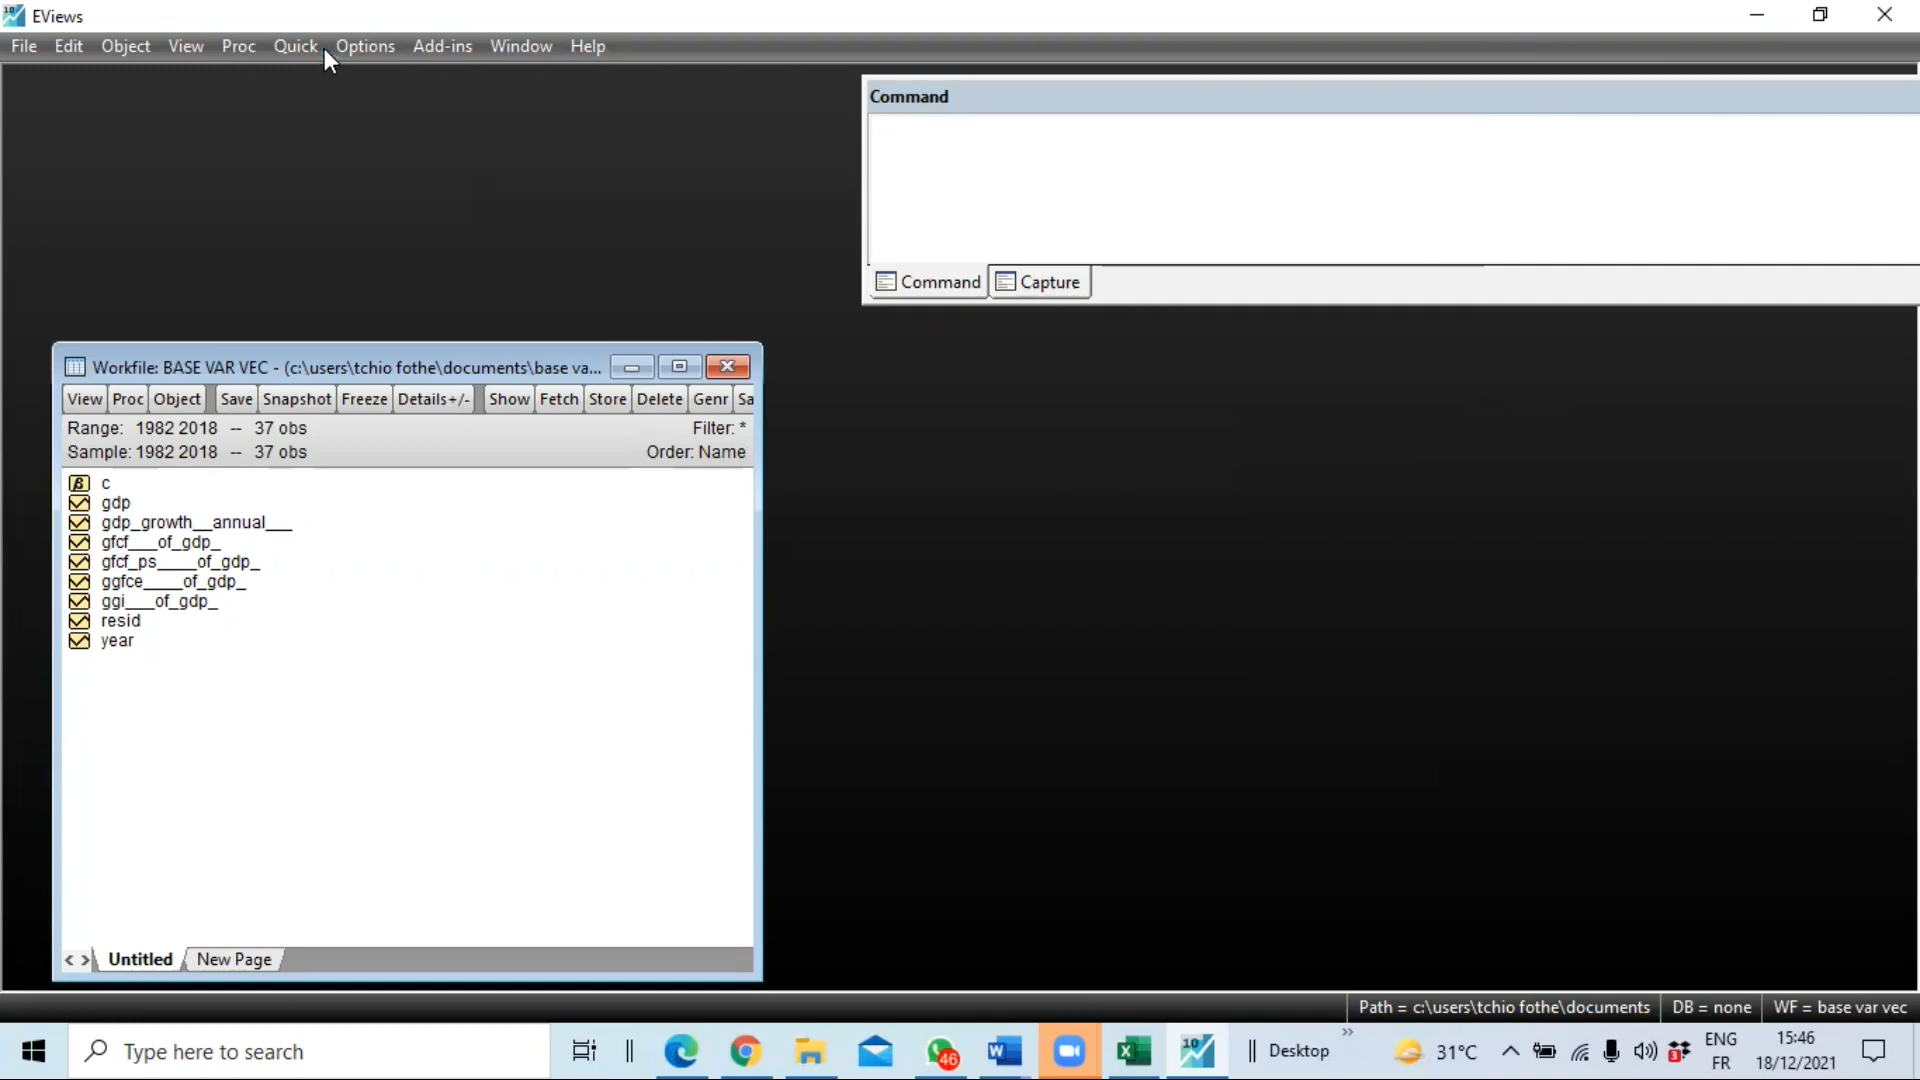 EViews
File Edit Object View Proc Quick Options Add-ins Window Help
Command
Command Capture
Workfile: BASE VAR VEC - (c:\users\tchio fothe\documents\base va...
View Proc Object Save Snapshot Freeze Details+/- Show Fetch Store Delete Genr Sa
Range: 1982 2018 -- 37 obs Filter: *
Sample: 1982 2018 -- 37 obs Order: Name
c
gdp
gdp_growth__annual___
gfcf___of_gdp_
gfcf_ps____of_gdp_
ggfce____of_gdp_
ggi___of_gdp_
resid
year
< > Untitled New Page
Path = c:\users\tchio fothe\documents DB = none WF = base var vec
Type here to search
46
10
Desktop
31°C
3
ENG
FR
15:46
18/12/2021